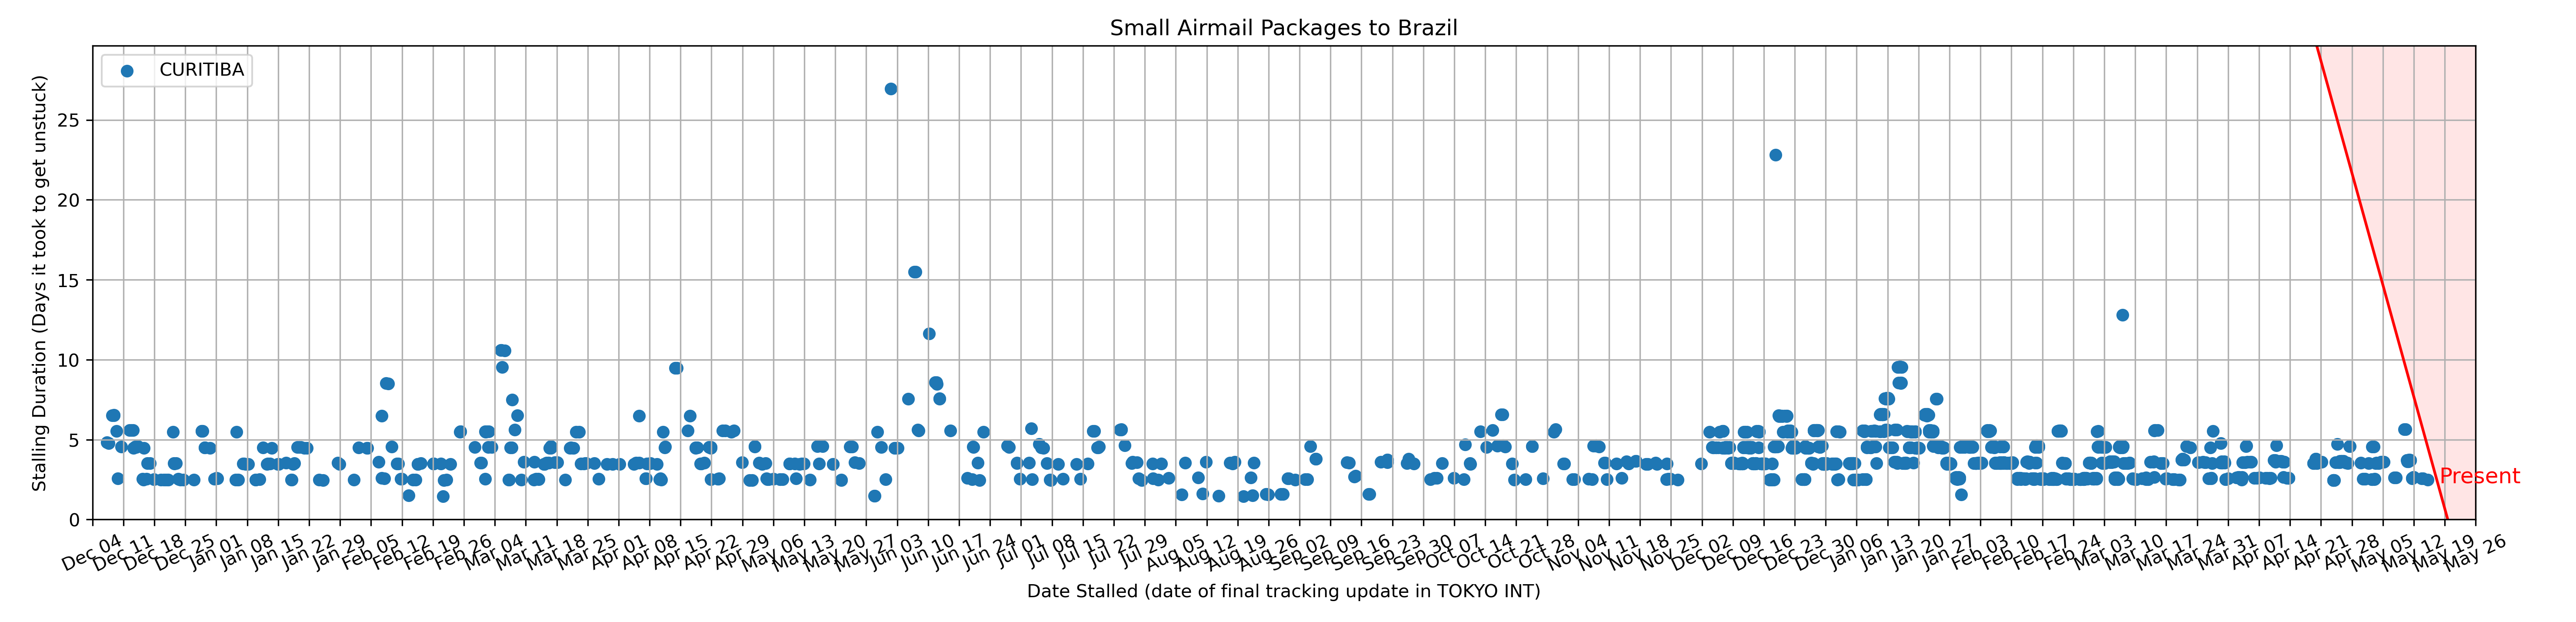 Small Airmail Packages to Brazil
CURITIBA
Stalling Duration (Days it took to get unstuck)
25
20
15
10
5
0
Present
Dec 04 Dec 11 Dec 18 Dec 25 Jan 01 Jan 08 Jan 15 Jan 22 Jan 29 Feb 05 Feb 12 Feb 19 Feb 26 Mar 04 Mar 11 Mar 18 Mar 25 Apr 01 Apr 08 Apr 15 Apr 22 Apr 29 May 06 May 13 May 20 May 27 Jun 03 Jun 10 Jun 17 Jun 24 Jul 01 Jul 08 Jul 15 Jul 22 Jul 29 Aug 05 Aug 12 Aug 19 Aug 26 Sep 02 Sep 09 Sep 16 Sep 23 Sep 30 Oct 07 Oct 14 Oct 21 Oct 28 Nov 04 Nov 11 Nov 18 Nov 25 Dec 02 Dec 09 Dec 16 Dec 23 Dec 30 Jan 06 Jan 13 Jan 20 Jan 27 Feb 03 Feb 10 Feb 17 Feb 24 Mar 03 Mar 10 Mar 17 Mar 24 Mar 31 Apr 07 Apr 14 Apr 21 Apr 28 May 05 May 12 May 19 May 26
Date Stalled (date of final tracking update in TOKYO INT)